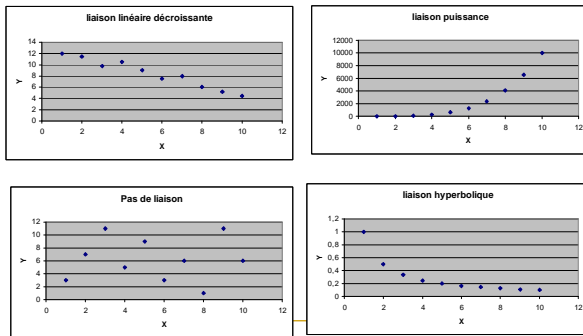 liaison linéaire décroissante
14
12
10
8
6
4
2
0
Y
0 2 4 6 8 10 12
X
liaison puissance
12000
10000
8000
6000
4000
2000
0
Y
0 2 4 6 8 10 12
X
Pas de liaison
12
10
8
6
4
2
0
Y
0 2 4 6 8 10 12
X
liaison hyperbolique
1,2
1
0,8
0,6
0,4
0,2
0
Y
0 2 4 6 8 10 12
X